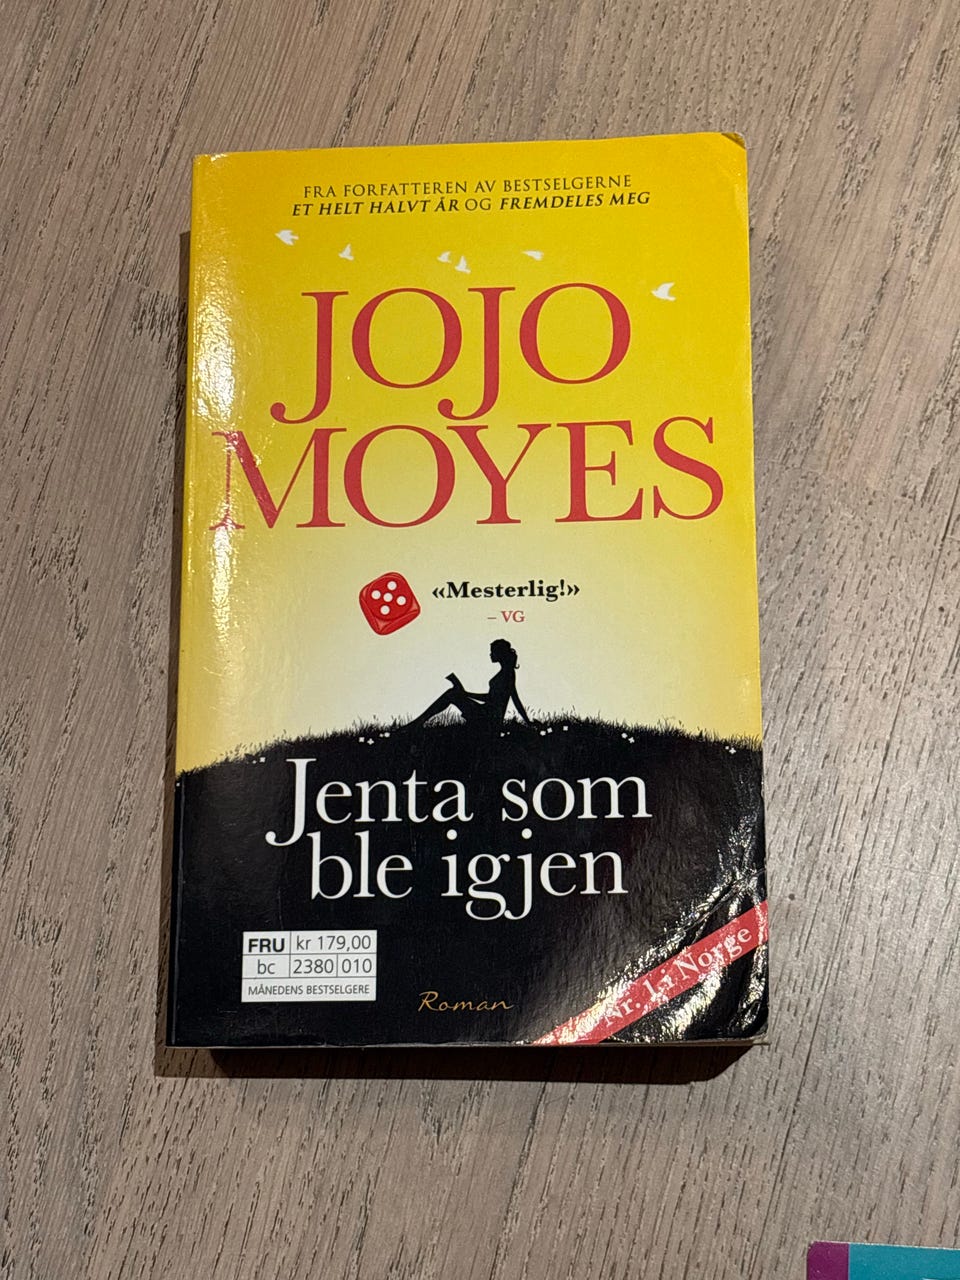 FRA FORFATTEREN AV BESTSELGERNE
ET HELT HALVT ÅR OG FREMDELES MEG
JOJO
MOYES
«Mesterlig!»
– VG
Jenta som
ble igjen
FRU kr 179,00
bc 2380 010
MÅNEDENS BESTSELGERE
Roman
Nr. 1 i Norge